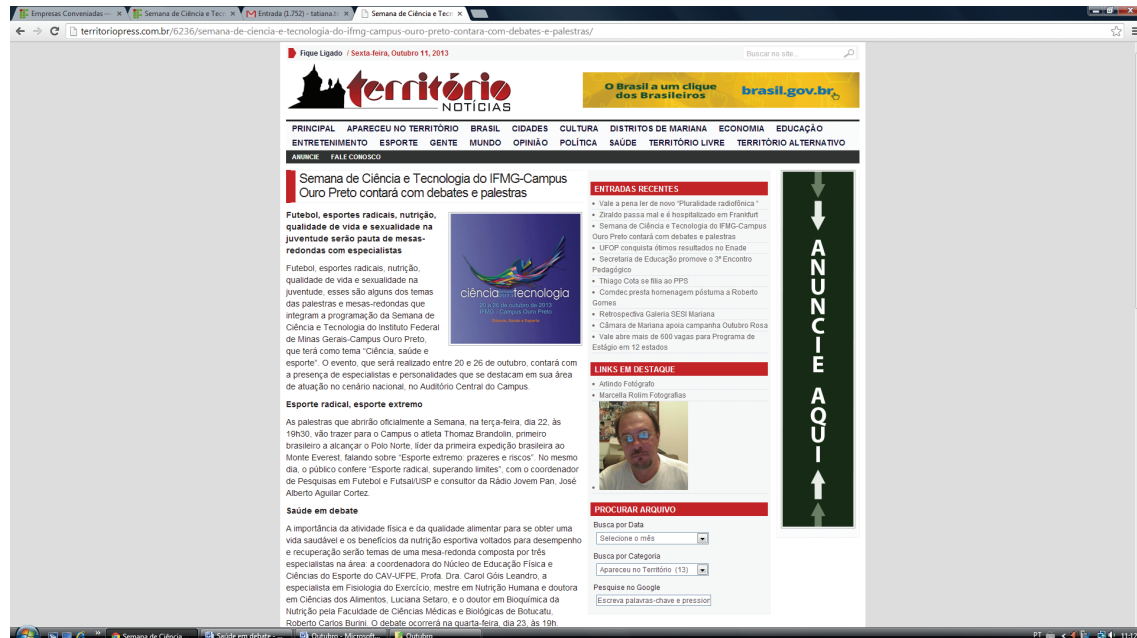 Empresas Conveniadas —
Semana de Ciência e Tecn
Entrada (1.752) - tatiana.t
Semana de Ciência e Tecn
territoriopress.com.br/6236/semana-de-ciencia-e-tecnologia-do-ifmg-campus-ouro-preto-contara-com-debates-e-palestras/
Fique Ligado / Sexta-feira, Outubro 11, 2013
Buscar no site...
território
NOTÍCIAS
O Brasil a um clique
dos Brasileiros
brasil.gov.br
PRINCIPAL APARECEU NO TERRITÓRIO BRASIL CIDADES CULTURA DISTRITOS DE MARIANA ECONOMIA EDUCAÇÃO
ENTRETENIMENTO ESPORTE GENTE MUNDO OPINIÃO POLÍTICA SAÚDE TERRITÓRIO LIVRE TERRITÓRIO ALTERNATIVO
ANUNCIE FALE CONOSCO
Semana de Ciência e Tecnologia do IFMG-Campus
Ouro Preto contará com debates e palestras
Futebol, esportes radicais, nutrição,
qualidade de vida e sexualidade na
juventude serão pauta de mesas-
redondas com especialistas
Futebol, esportes radicais, nutrição,
qualidade de vida e sexualidade na
juventude, esses são alguns dos temas
das palestras e mesas-redondas que
integram a programação da Semana de
Ciência e Tecnologia do Instituto Federal
de Minas Gerais-Campus Ouro Preto,
que terá como tema "Ciência, saúde e
esporte". O evento, que será realizado entre 20 e 26 de outubro, contará com
a presença de especialistas e personalidades que se destacam em sua área
de atuação no cenário nacional, no Auditório Central do Campus.
ciência tecnologia
20 a 26 de outubro de 2013
IFMG - Campus Ouro Preto
Ciência, Saúde e Esporte
Esporte radical, esporte extremo
As palestras que abrirão oficialmente a Semana, na terça-feira, dia 22, às
19h30, vão trazer para o Campus o atleta Thomaz Brandolin, primeiro
brasileiro a alcançar o Polo Norte, líder da primeira expedição brasileira ao
Monte Everest, falando sobre "Esporte extremo: prazeres e riscos". No mesmo
dia, o público confere "Esporte radical, superando limites", com o coordenador
de Pesquisas em Futebol e Futsal/USP e consultor da Rádio Jovem Pan, José
Alberto Aguilar Cortez.
Saúde em debate
A importância da atividade física e da qualidade alimentar para se obter uma
vida saudável e os benefícios da nutrição esportiva voltados para desempenho
e recuperação serão temas de uma mesa-redonda composta por três
especialistas na área: a coordenadora do Núcleo de Educação Física e
Ciências do Esporte do CAV-UFPE, Profa. Dra. Carol Góis Leandro, a
especialista em Fisiologia do Exercício, mestre em Nutrição Humana e doutora
em Ciências dos Alimentos, Luciana Setaro, e o doutor em Bioquímica da
Nutrição pela Faculdade de Ciências Médicas e Biológicas de Botucatu,
Roberto Carlos Burini. O debate ocorrerá na quarta-feira, dia 23, às 19h.
ENTRADAS RECENTES
Vale a pena ler de novo "Pluralidade radiofônica "
Ziraldo passa mal e é hospitalizado em Frankfurt
Semana de Ciência e Tecnologia do IFMG-Campus
Ouro Preto contará com debates e palestras
UFOP conquista ótimos resultados no Enade
Secretaria de Educação promove o 3º Encontro
Pedagógico
Thiago Cota se filia ao PPS
Comdec presta homenagem póstuma a Roberto
Gomes
Retrospectiva Galeria SESI Mariana
Câmara de Mariana apoia campanha Outubro Rosa
Vale abre mais de 600 vagas para Programa de
Estágio em 12 estados
LINKS EM DESTAQUE
Arlindo Fotógrafo
Marcella Rolim Fotografias
PROCURAR ARQUIVO
Busca por Data
Selecione o mês
Busca por Categoria
Apareceu no Território (13)
Pesquise no Google
Escreva palavras-chave e pression
ANUNCIE AQUI
Semana de Ciência
Saúde em debate - ...
Outubro - Microsoft...
Outubro
PT
11:12